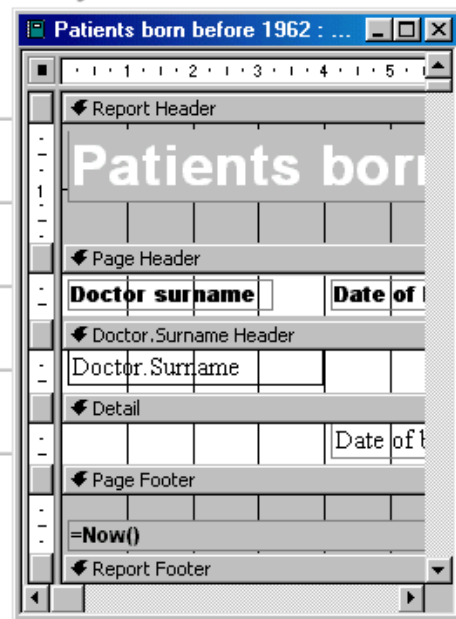 Patients born before 1962 : ...
1 2 3 4 5
Report Header
Patients bor
1
Page Header
Doctor surname Date of
Doctor.Surname Header
Doctor.Surname
Detail
Date of b
Page Footer
=Now()
Report Footer